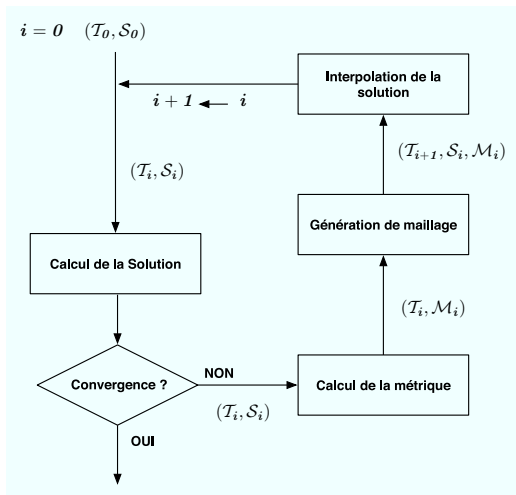 i = 0 (𝒯₀, 𝒮₀)
Interpolation de la
solution
i + 1 ← i
(𝒯ᵢ, 𝒮ᵢ)
(𝒯ᵢ₊₁, 𝒮ᵢ, ℳᵢ)
Génération de maillage
Calcul de la Solution
(𝒯ᵢ, ℳᵢ)
Convergence ?
NON
Calcul de la métrique
(𝒯ᵢ, 𝒮ᵢ)
OUI